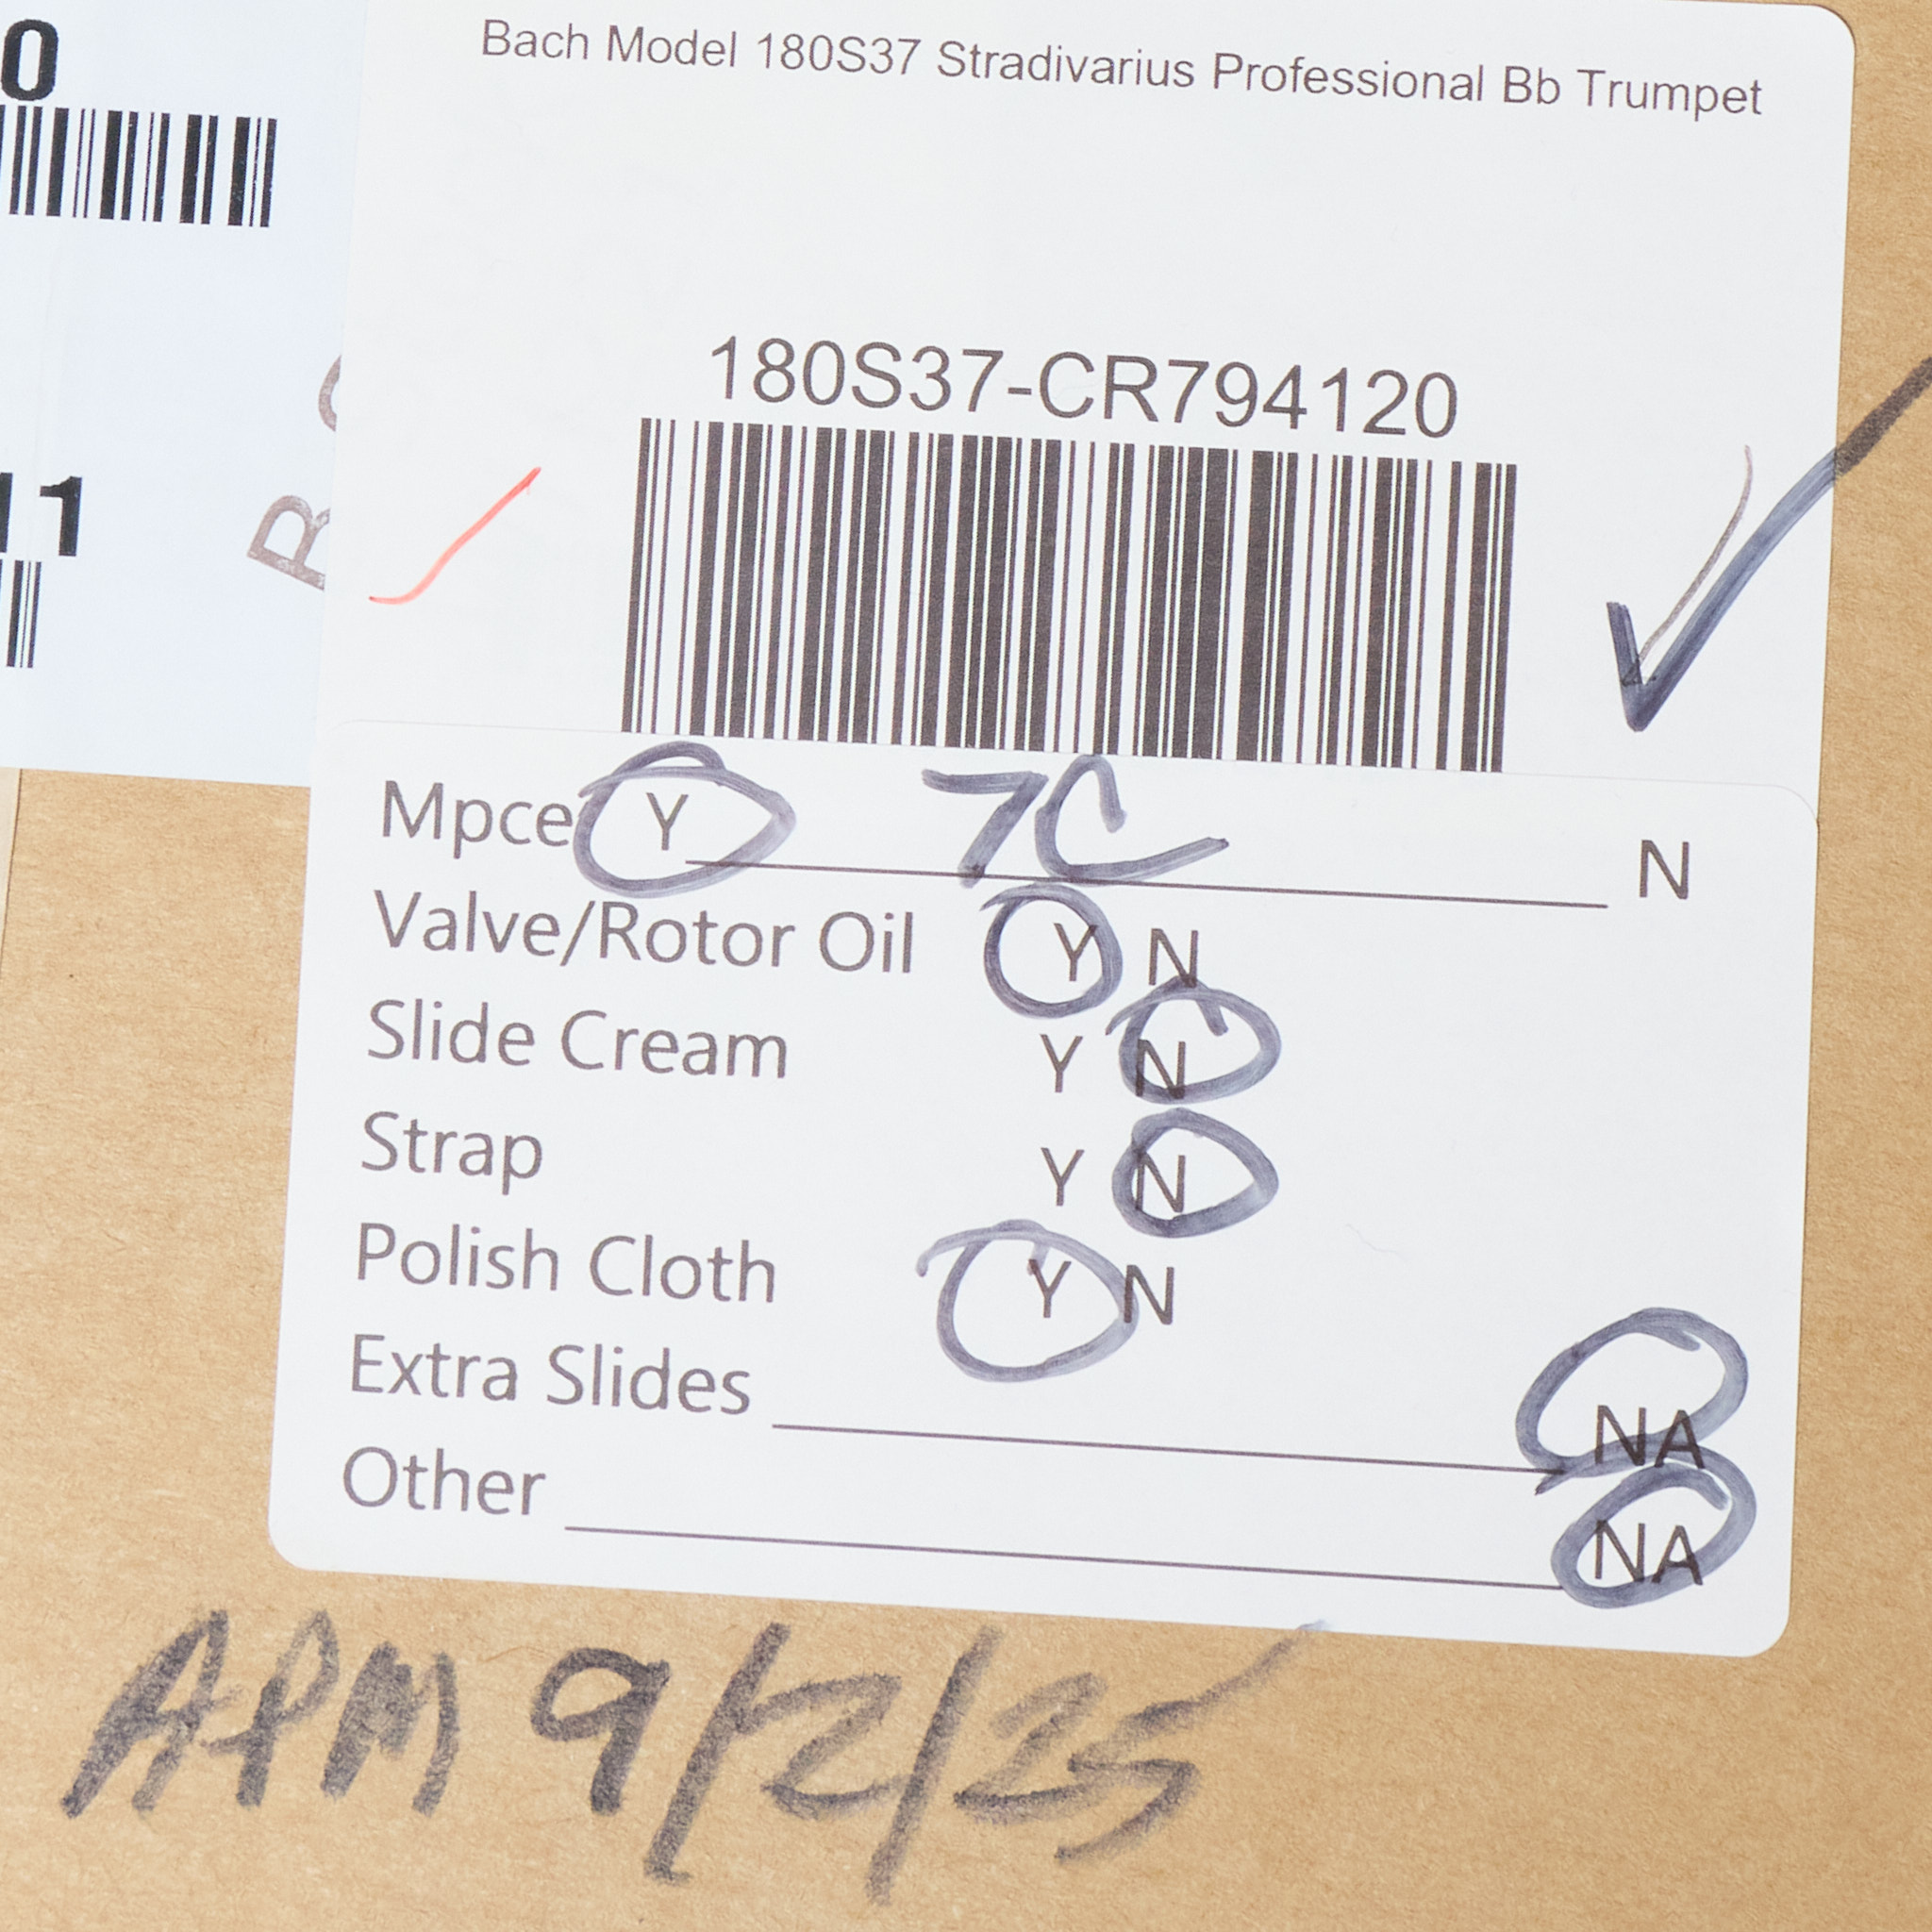 0
Bach Model 180S37 Stradivarius Professional Bb Trumpet
180S37-CR794120
11
Mpce Y 7C N
Valve/Rotor Oil Y N
Slide Cream Y N
Strap Y N
Polish Cloth Y N
Extra Slides NA
Other NA
APM 9/2/25